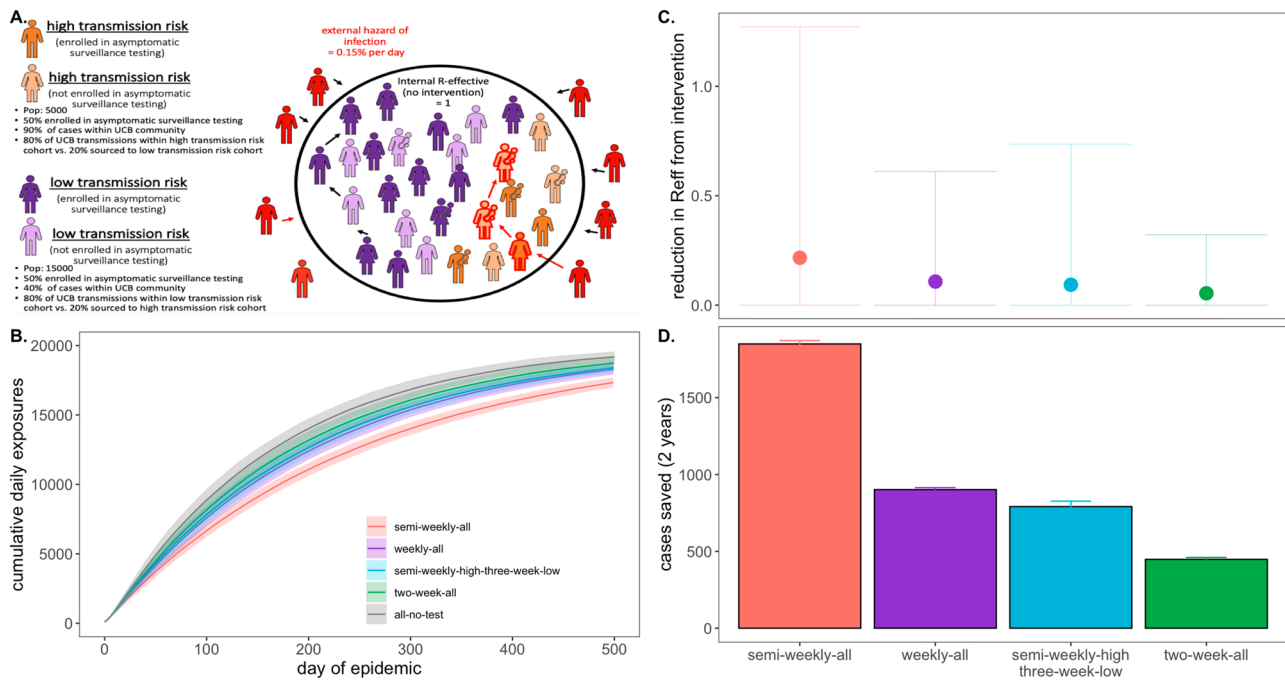 A.
high transmission risk
(enrolled in asymptomatic
surveillance testing)
high transmission risk
(not enrolled in asymptomatic
surveillance testing)
• Pop: 5000
• 50% enrolled in asymptomatic surveillance testing
• 90% of cases within UCB community
• 80% of UCB transmissions within high transmission risk
cohort vs. 20% sourced to low transmission risk cohort
low transmission risk
(enrolled in asymptomatic
surveillance testing)
low transmission risk
(not enrolled in asymptomatic
surveillance testing)
• Pop: 15000
• 50% enrolled in asymptomatic surveillance testing
• 40% of cases within UCB community
• 80% of UCB transmissions within low transmission risk
cohort vs. 20% sourced to high transmission risk cohort
external hazard of
infection
= 0.15% per day
Internal R-effective
(no intervention)
= 1
B.
cumulative daily exposures
20000
15000
10000
5000
0
0 100 200 300 400 500
day of epidemic
semi-weekly-all
weekly-all
semi-weekly-high-three-week-low
two-week-all
all-no-test
C.
reduction in Reff from intervention
1.0
0.5
0.0
D.
cases saved (2 years)
1500
1000
500
0
semi-weekly-all weekly-all semi-weekly-high two-week-all
three-week-low